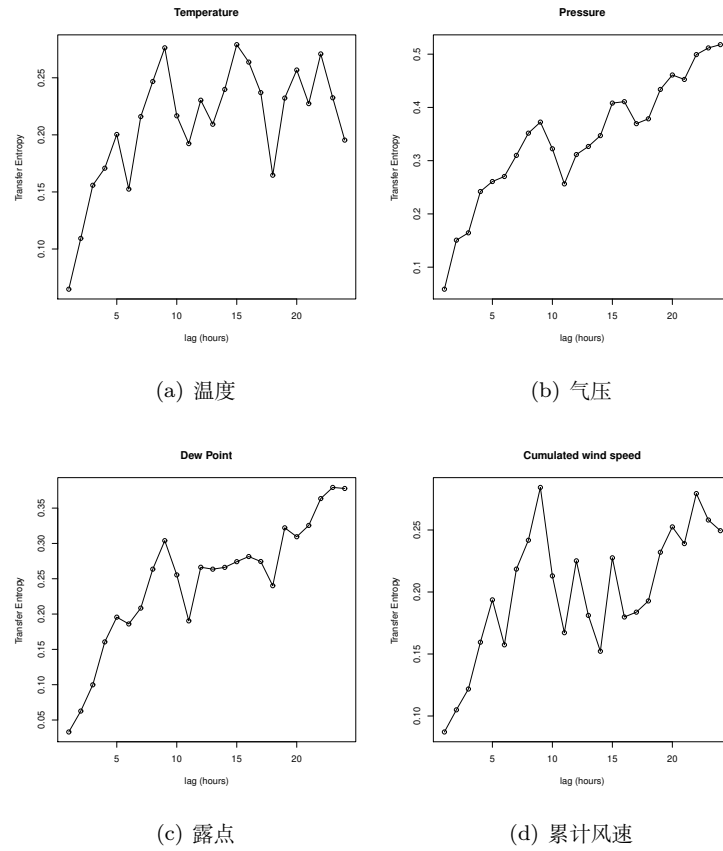 Temperature
Transfer Entropy
0.10 0.15 0.20 0.25
5 10 15 20
lag (hours)
(a) 温度
Pressure
Transfer Entropy
0.1 0.2 0.3 0.4 0.5
5 10 15 20
lag (hours)
(b) 气压
Dew Point
Transfer Entropy
0.05 0.10 0.15 0.20 0.25 0.30 0.35
5 10 15 20
lag (hours)
(c) 露点
Cumulated wind speed
Transfer Entropy
0.10 0.15 0.20 0.25
5 10 15 20
lag (hours)
(d) 累计风速